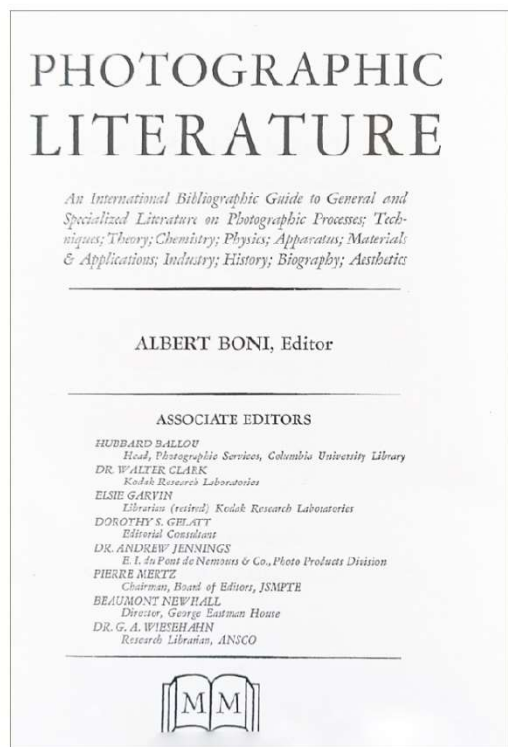 PHOTOGRAPHIC
LITERATURE
An International Bibliographic Guide to General and
Specialized Literature on Photographic Processes; Tech-
niques; Theory; Chemistry; Physics; Apparatus; Materials
& Applications; Industry; History; Biography; Aesthetics
ALBERT BONI, Editor
ASSOCIATE EDITORS
HUBBARD BALLOU
Head, Photographic Services, Columbia University Library
DR. WALTER CLARK
Kodak Research Laboratories
ELSIE GARVIN
Librarian (retired) Kodak Research Laboratories
DOROTHY S. GELATT
Editorial Consultant
DR. ANDREW JENNINGS
E. I. du Pont de Nemours & Co., Photo Products Division
PIERRE MERTZ
Chairman, Board of Editors, JSMPTE
BEAUMONT NEWHALL
Director, George Eastman House
DR. G. A. WIESEHAHN
Research Librarian, ANSCO
M M